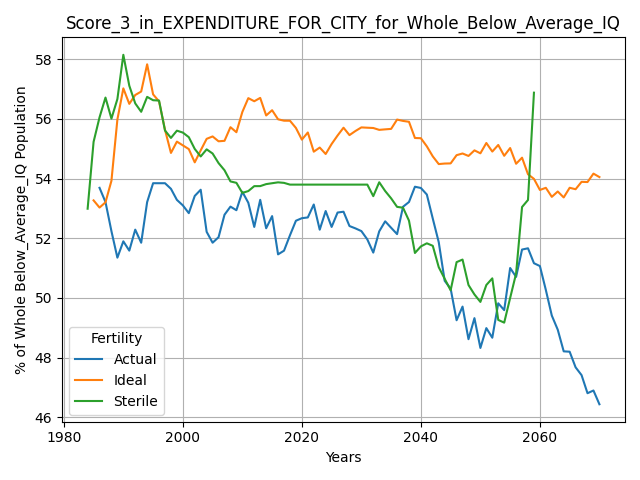 Score_3_in_EXPENDITURE_FOR_CITY_for_Whole_Below_Average_IQ
% of Whole Below_Average_IQ Population
58
56
54
52
50
48
46
Fertility
Actual
Ideal
Sterile
1980 2000 2020 2040 2060
Years